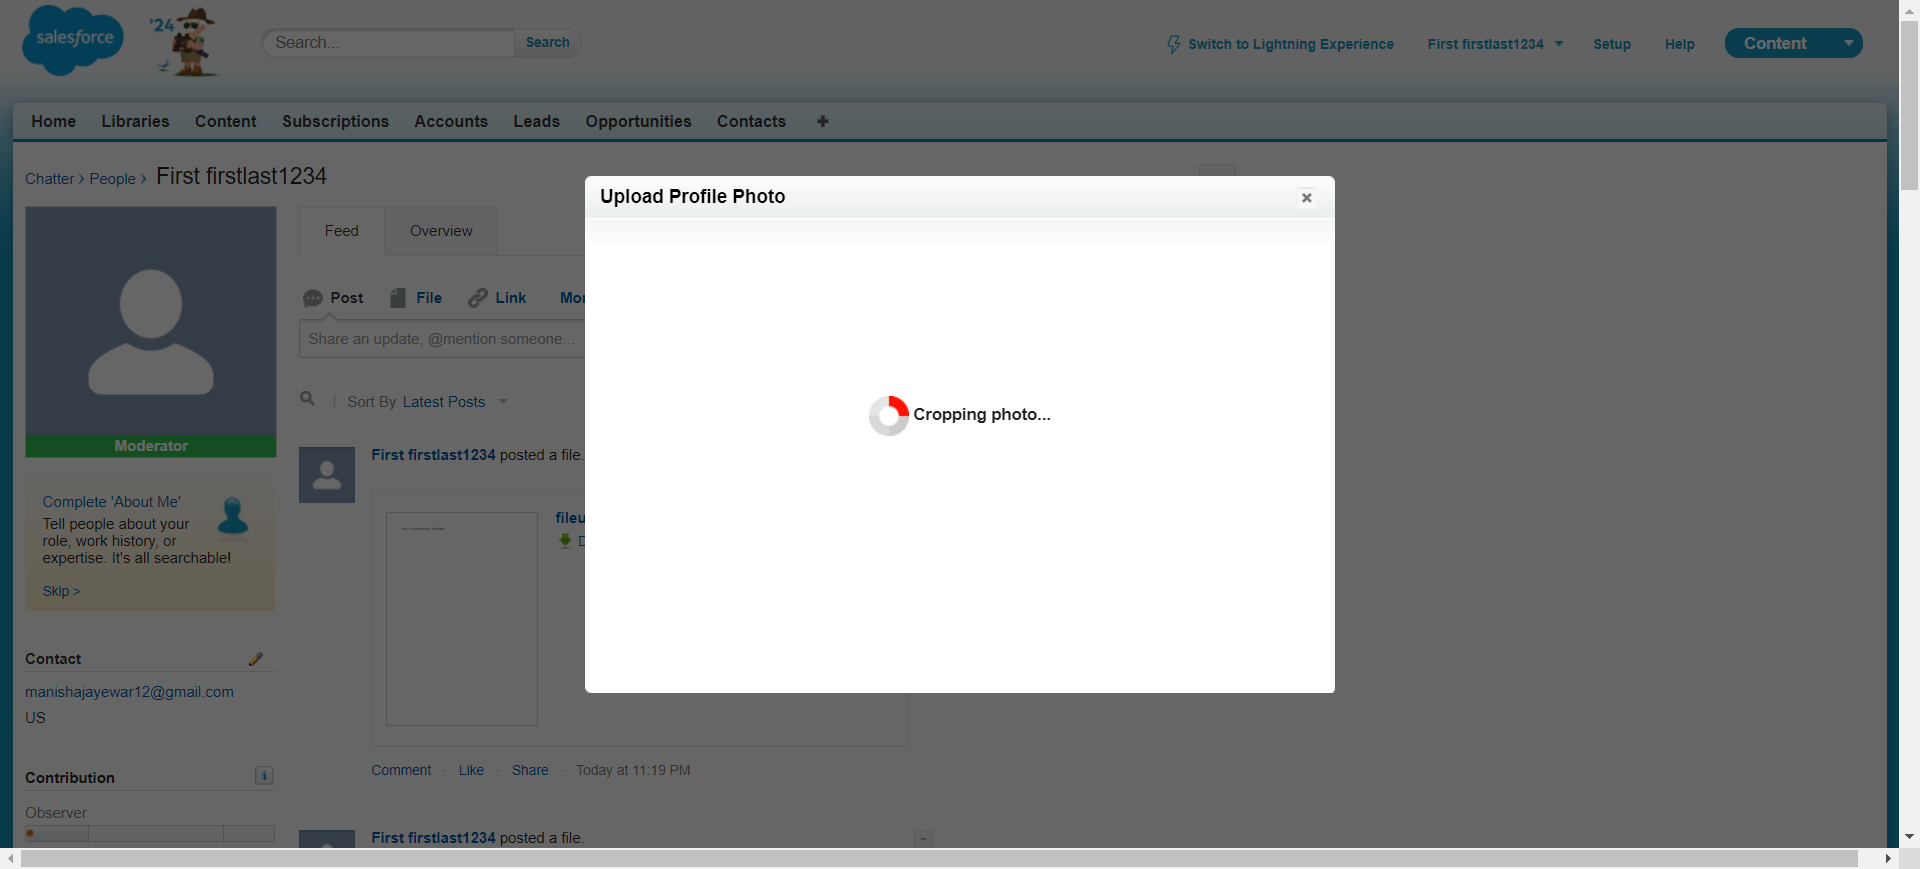 salesforce
'24
Search...
Search
Switch to Lightning Experience
First firstlast1234
Setup
Help
Content
Home
Libraries
Content
Subscriptions
Accounts
Leads
Opportunities
Contacts
Chatter › People › First firstlast1234
Upload Profile Photo
Feed
Overview
Post
File
Link
Mor
Share an update, @mention someone...
Sort By Latest Posts
Cropping photo...
Moderator
First firstlast1234 posted a file.
Complete 'About Me'
Tell people about your
role, work history, or
expertise. It's all searchable!
Skip >
fileu
D
Contact
manishajayewar12@gmail.com
US
Comment · Like · Share · Today at 11:19 PM
Contribution
Observer
First firstlast1234 posted a file.